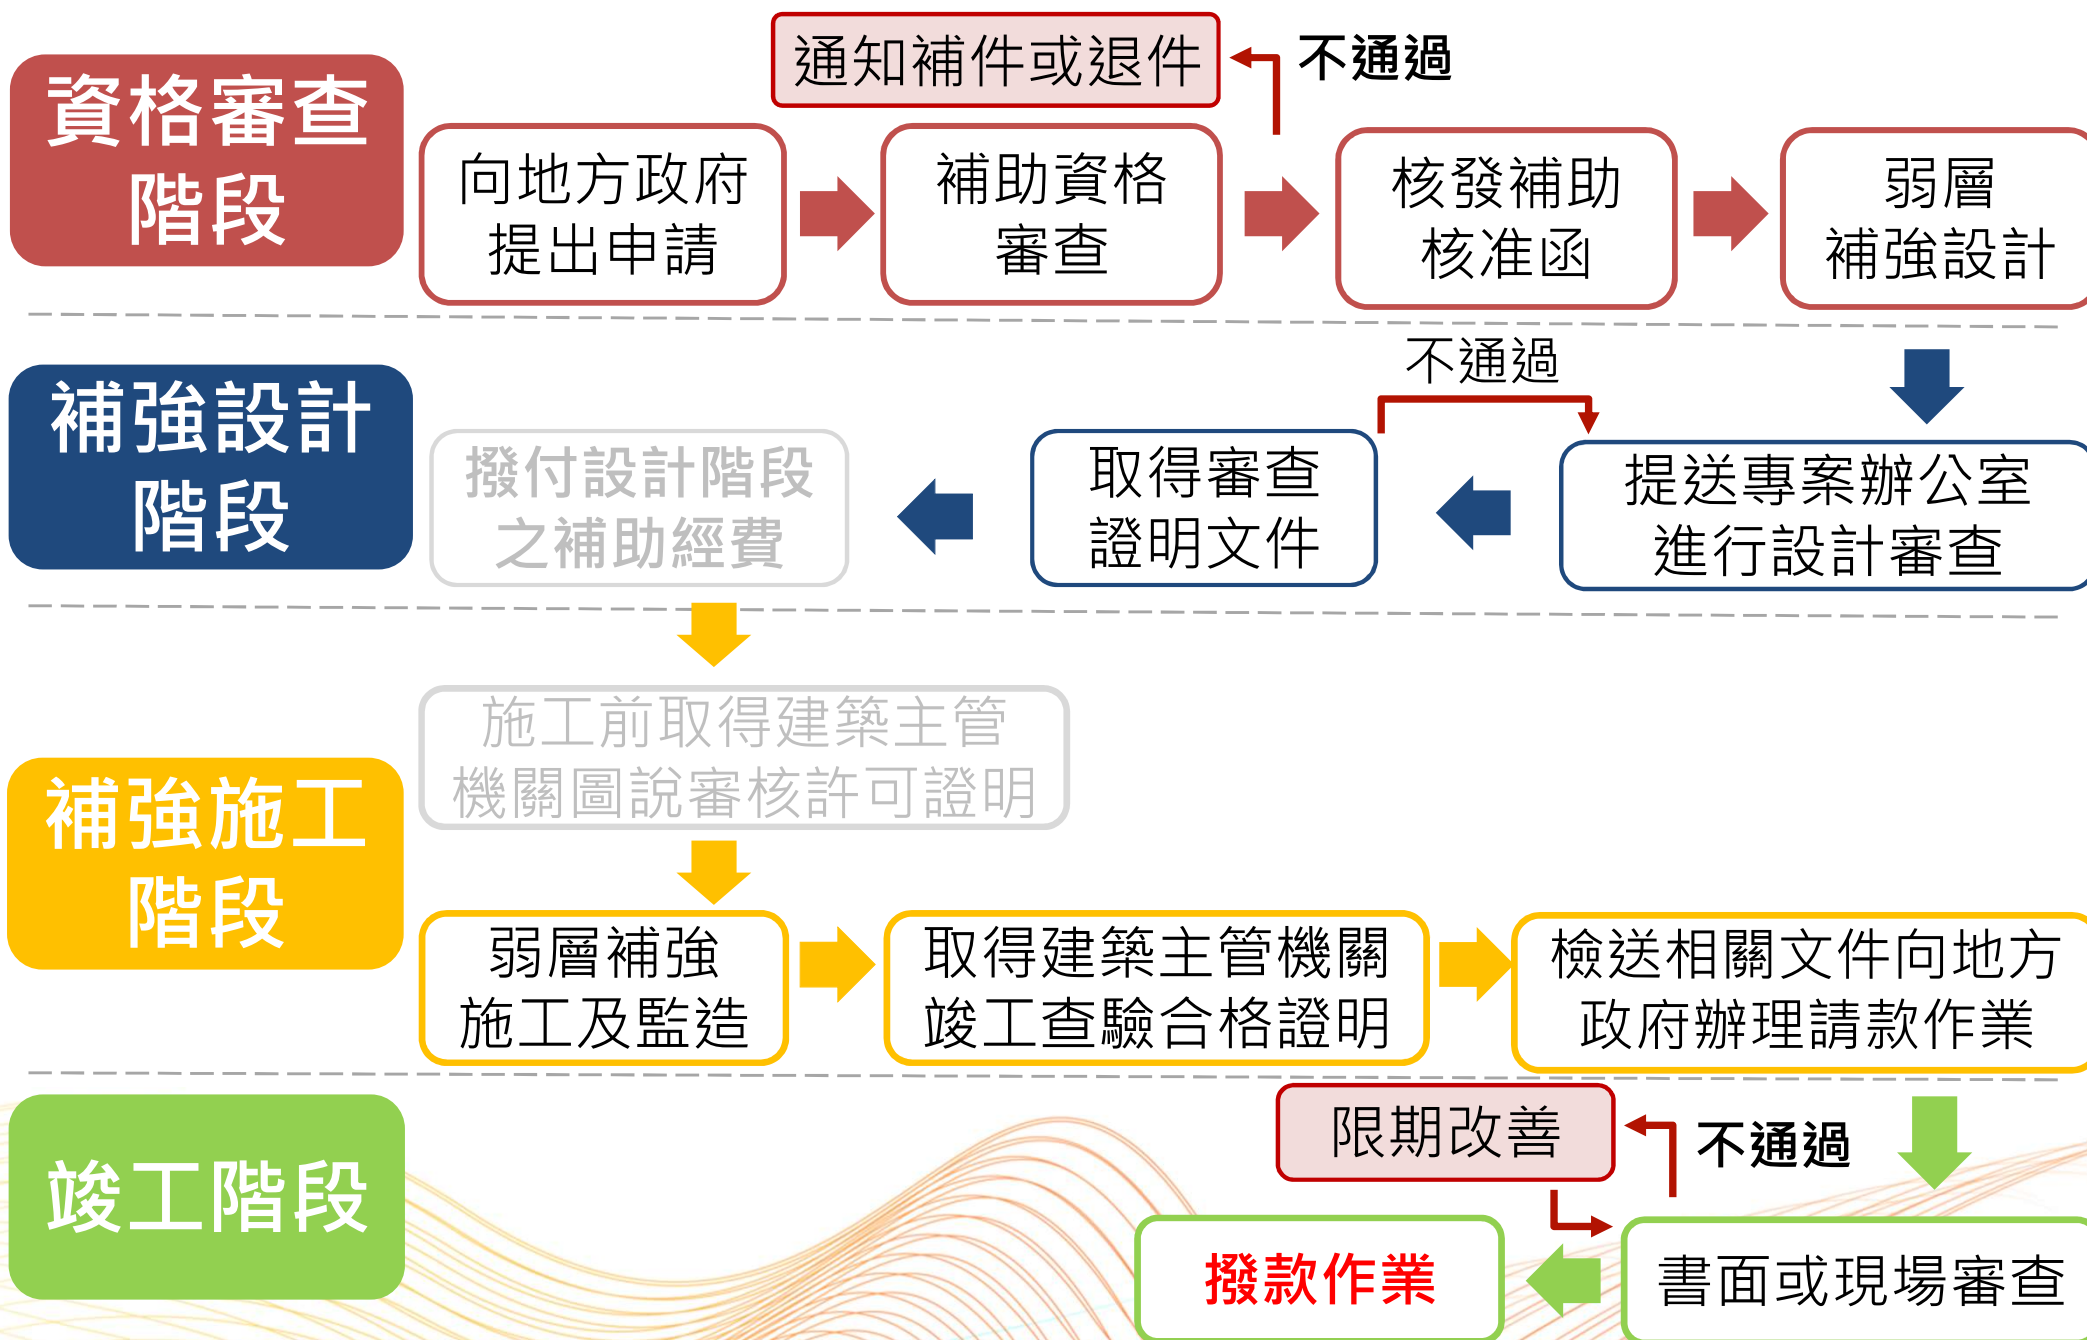 通知補件或退件
不通過
資格審查
階段
向地方政府
提出申請
補助資格
審查
核發補助
核准函
弱層
補強設計
不通過
補強設計
階段
撥付設計階段
之補助經費
取得審查
證明文件
提送專案辦公室
進行設計審查
施工前取得建築主管
機關圖說審核許可證明
補強施工
階段
弱層補強
施工及監造
取得建築主管機關
竣工查驗合格證明
檢送相關文件向地方
政府辦理請款作業
限期改善
不通過
竣工階段
撥款作業
書面或現場審查